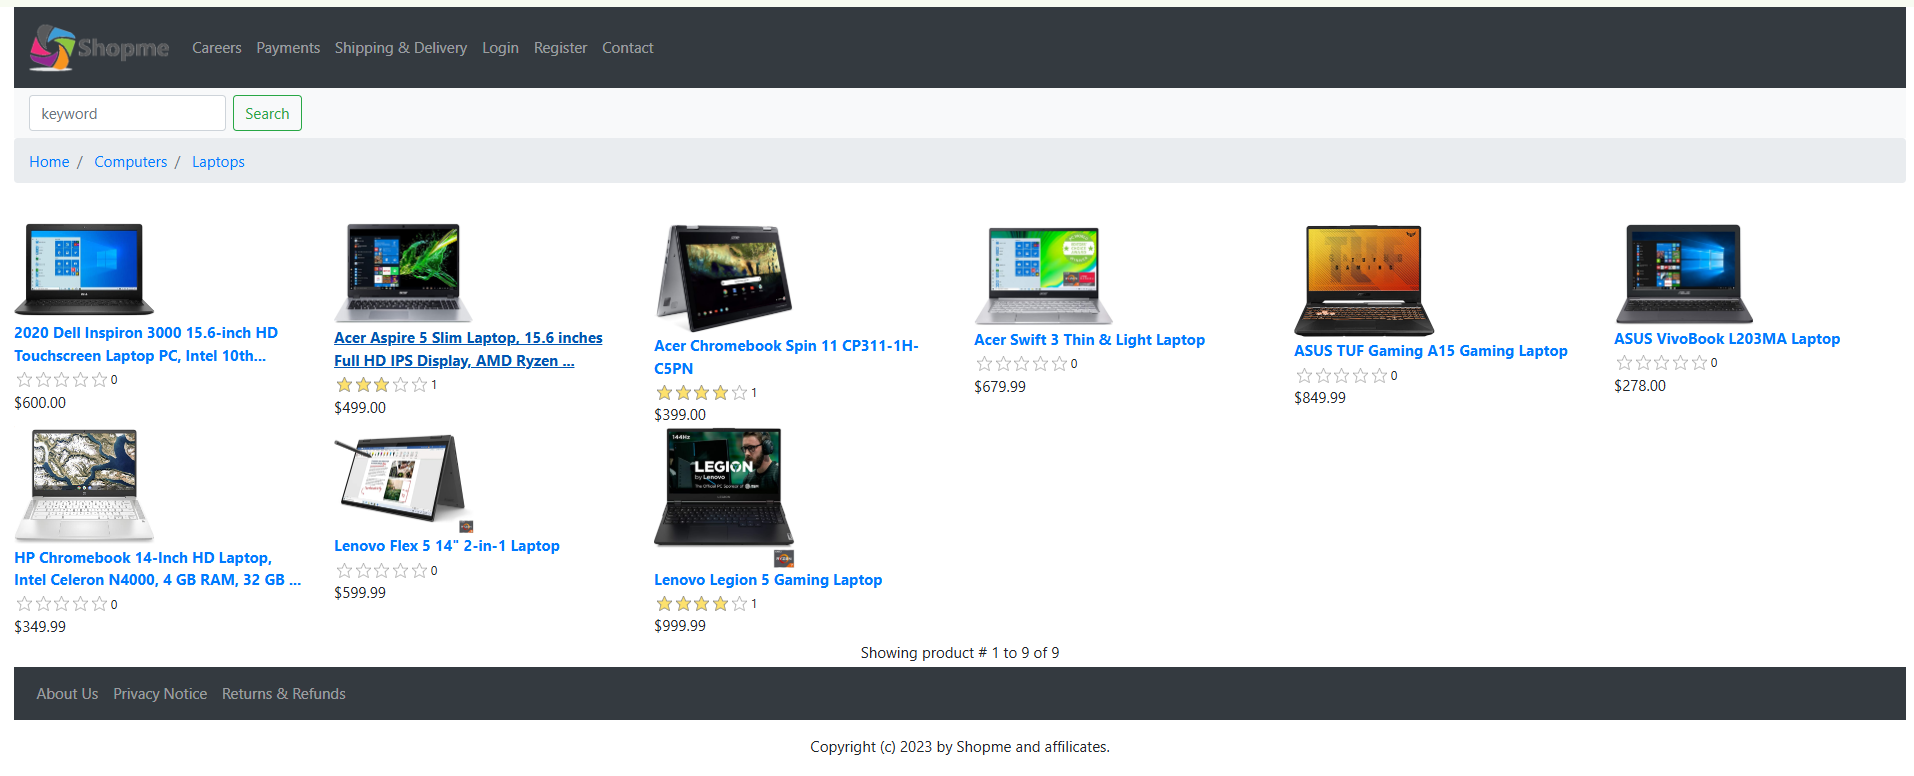 Shopme Careers Payments Shipping & Delivery Login Register Contact
keyword Search
Home / Computers / Laptops
2020 Dell Inspiron 3000 15.6-inch HD
Touchscreen Laptop PC, Intel 10th...
0
$600.00
Acer Aspire 5 Slim Laptop, 15.6 inches
Full HD IPS Display, AMD Ryzen ...
1
$499.00
Acer Chromebook Spin 11 CP311-1H-
C5PN
1
$399.00
Acer Swift 3 Thin & Light Laptop
0
$679.99
TUF
GAMING
ASUS TUF Gaming A15 Gaming Laptop
0
$849.99
ASUS VivoBook L203MA Laptop
0
$278.00
HP Chromebook 14-Inch HD Laptop,
Intel Celeron N4000, 4 GB RAM, 32 GB ...
0
$349.99
Lenovo Flex 5 14" 2-in-1 Laptop
0
$599.99
144Hz
LEGION
by Lenovo
RYZEN
Lenovo Legion 5 Gaming Laptop
1
$999.99
Showing product # 1 to 9 of 9
About Us Privacy Notice Returns & Refunds
Copyright (c) 2023 by Shopme and affilicates.